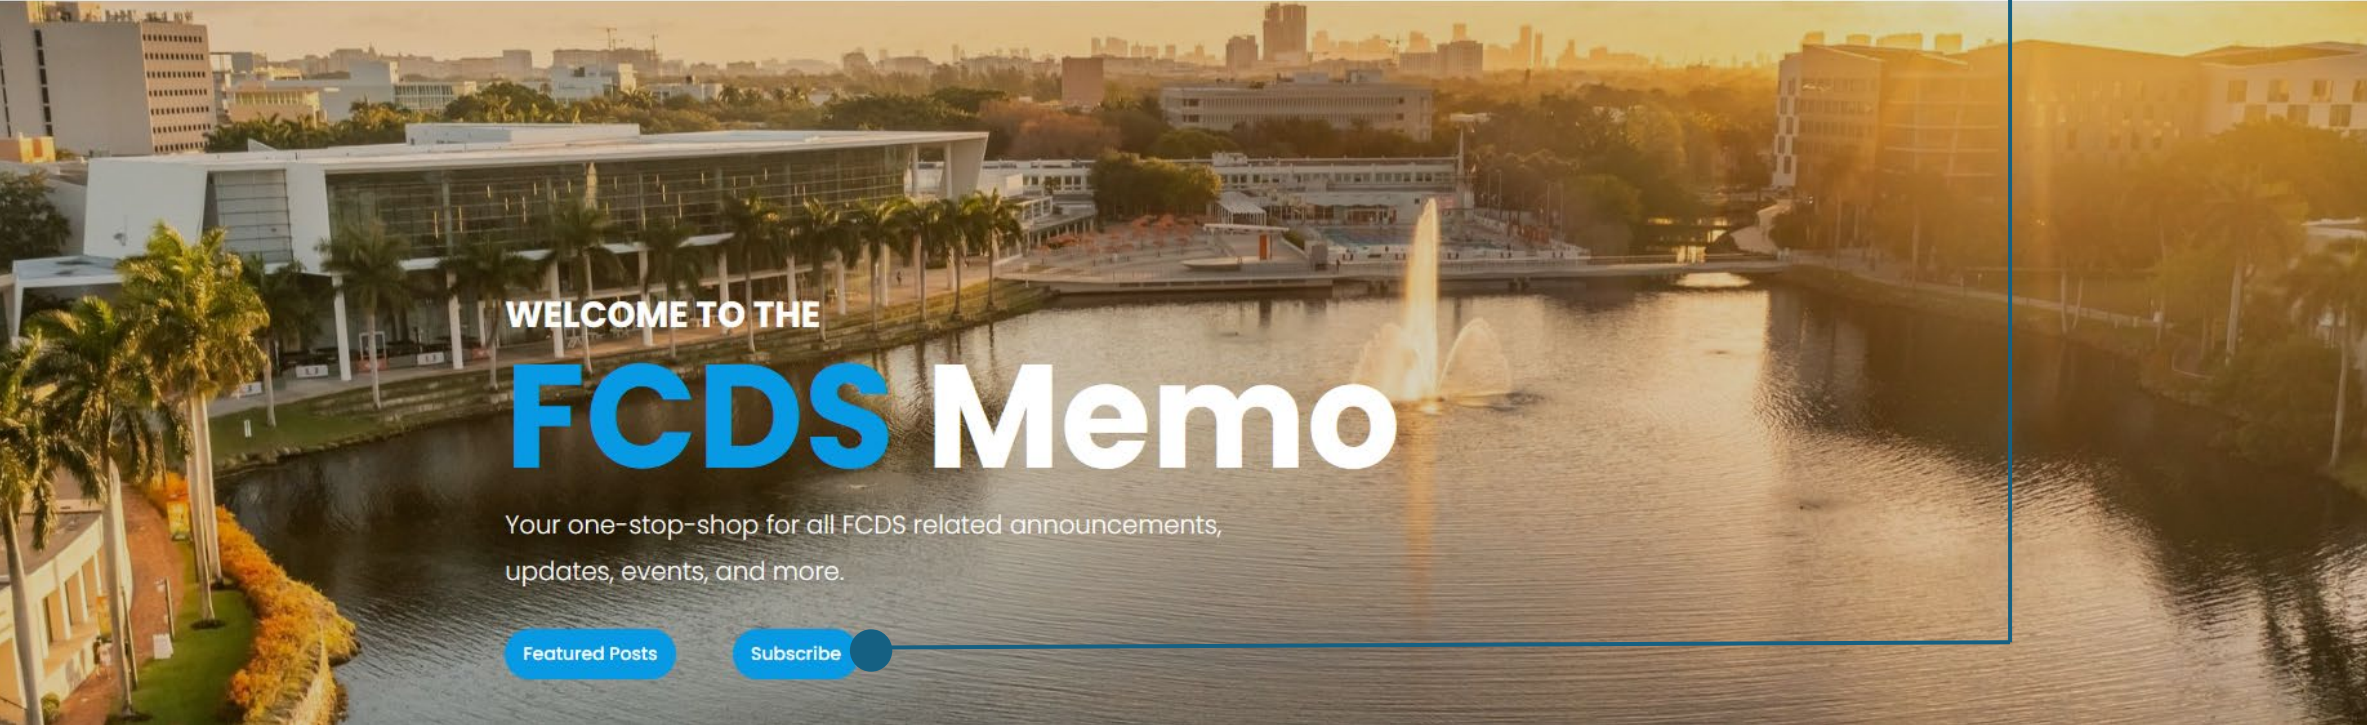 WELCOME TO THE
FCDS Memo
Your one-stop-shop for all FCDS related announcements,
updates, events, and more.
Featured Posts
Subscribe